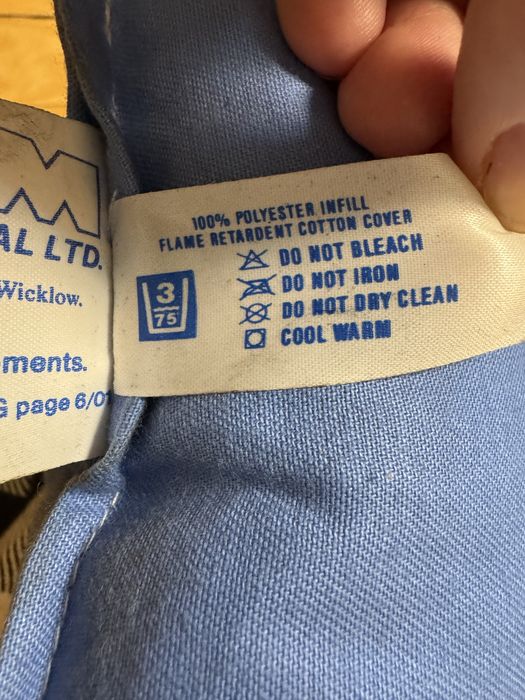 M
AL LTD.
Wicklow.
ments.
G page 6/01
100% POLYESTER INFILL
FLAME RETARDENT COTTON COVER
DO NOT BLEACH
DO NOT IRON
DO NOT DRY CLEAN
COOL WARM
3
75